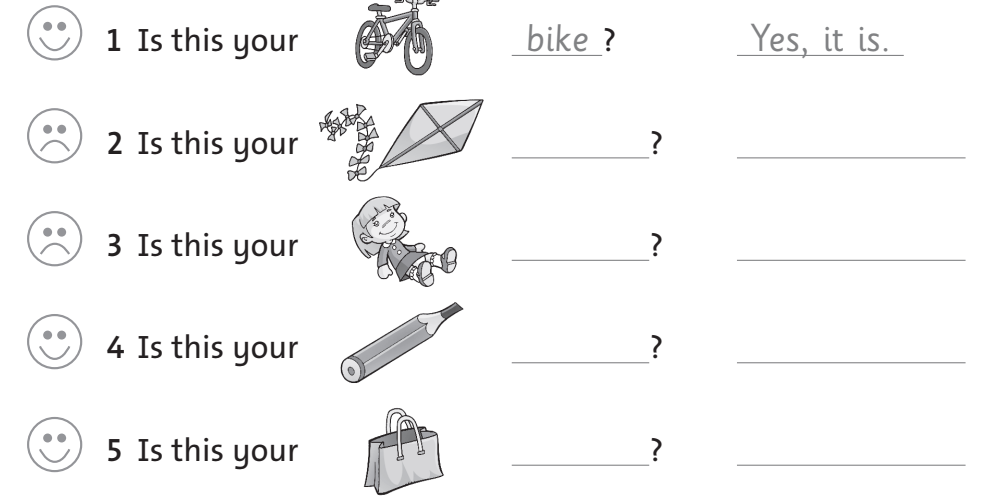 1 Is this your bike ? Yes, it is.
2 Is this your ?
3 Is this your ?
4 Is this your ?
5 Is this your ?